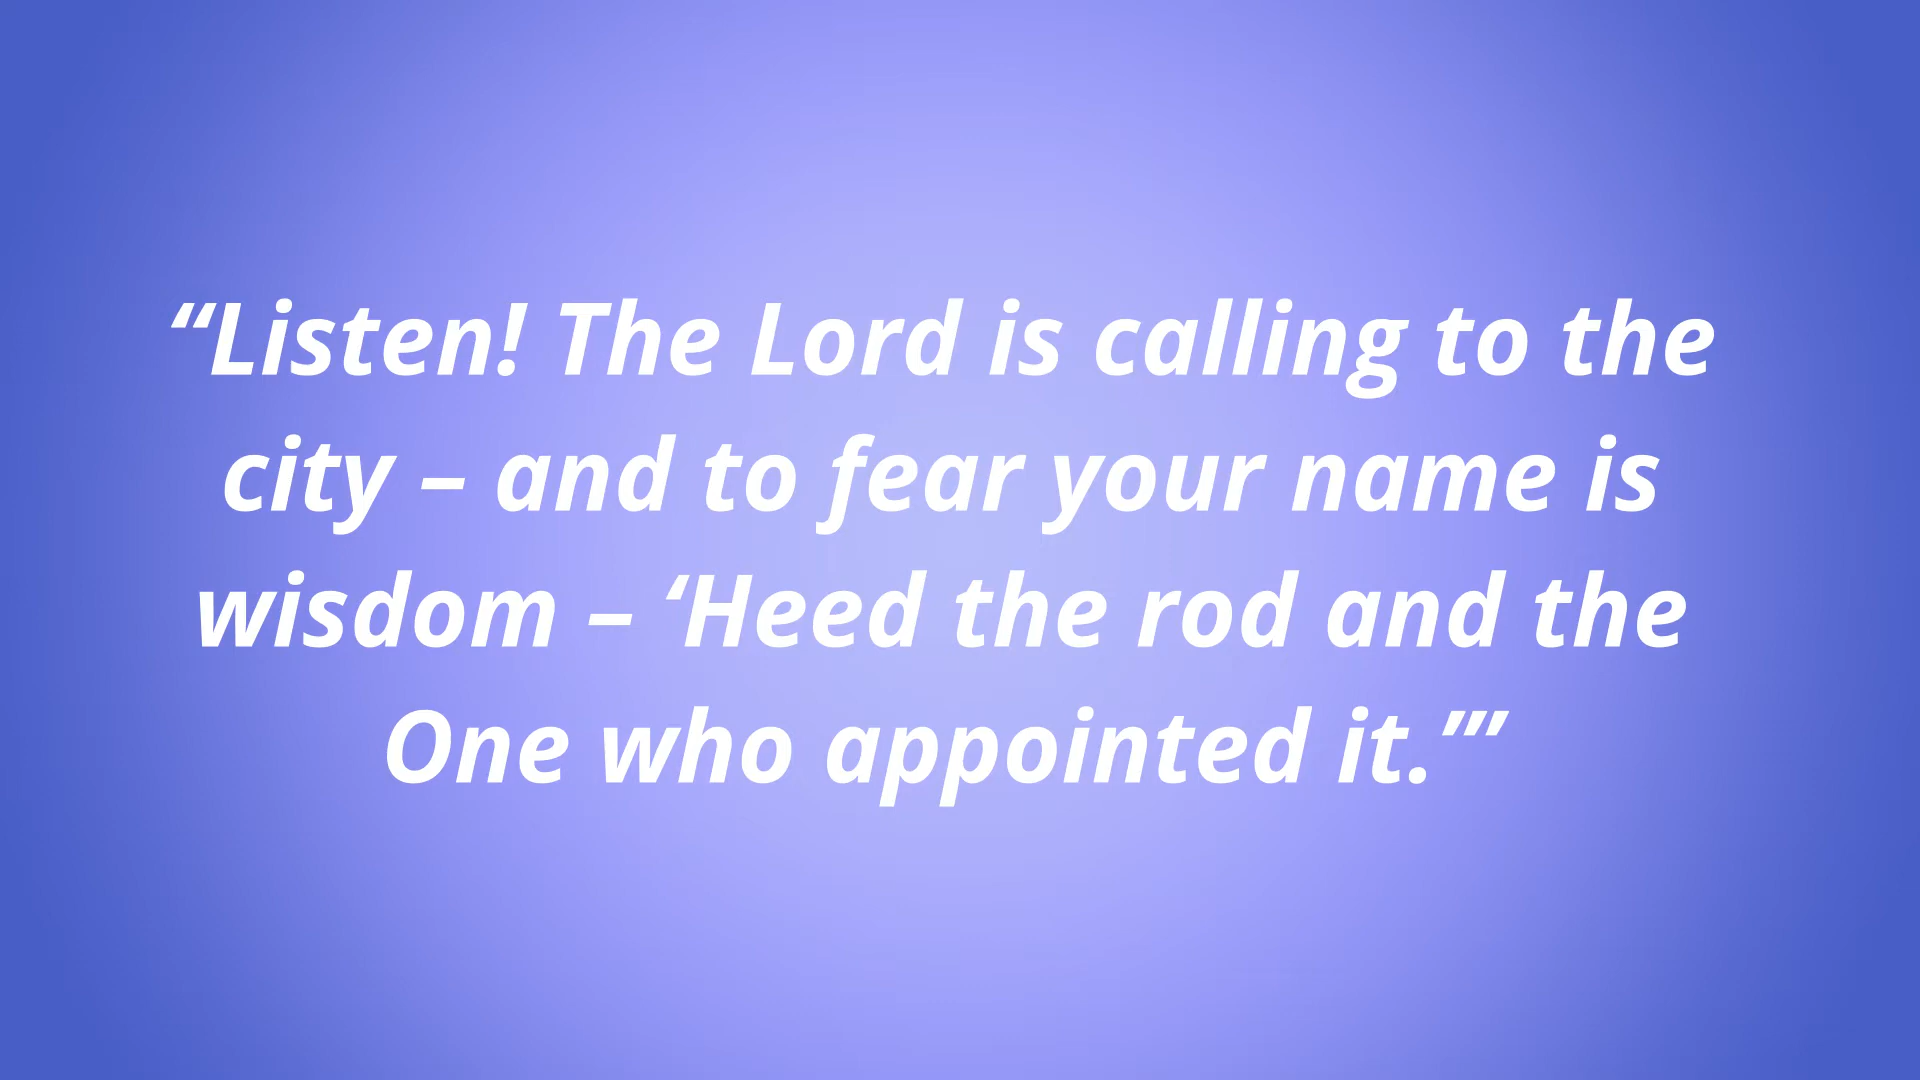 “Listen! The Lord is calling to the
city – and to fear your name is
wisdom – ‘Heed the rod and the
One who appointed it.’”